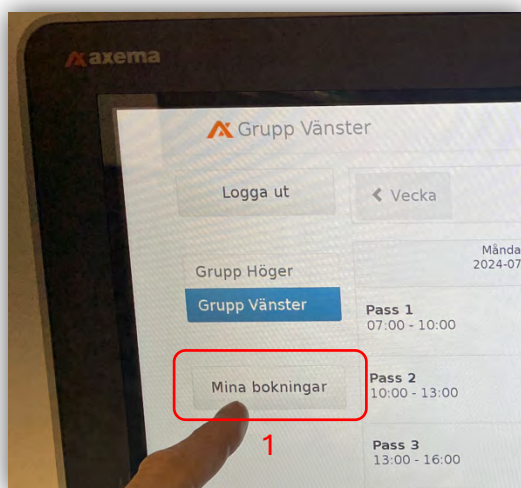 axema
Grupp Vänster
Logga ut
Vecka
Månda
2024-07
Grupp Höger
Grupp Vänster
Pass 1
07:00 - 10:00
Mina bokningar
Pass 2
10:00 - 13:00
1
Pass 3
13:00 - 16:00